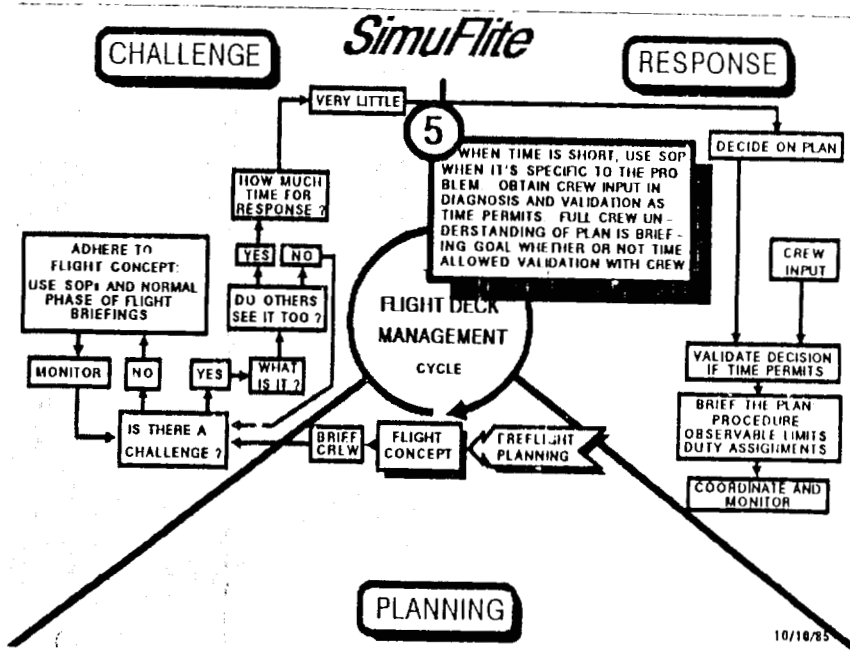 SimuFlite
CHALLENGE
RESPONSE
VERY LITTLE
5
WHEN TIME IS SHORT, USE SOP
WHEN IT'S SPECIFIC TO THE PRO
BLEM. OBTAIN CREW INPUT IN
DIAGNOSIS AND VALIDATION AS
TIME PERMITS. FULL CREW UN-
DERSTANDING OF PLAN IS BRIEF-
ING GOAL WHETHER OR NOT TIME
ALLOWED VALIDATION WITH CREW
DECIDE ON PLAN
HOW MUCH
TIME FOR
RESPONSE ?
YES
NO
DO OTHERS
SEE IT TOO ?
ADHERE TO
FLIGHT CONCEPT:
USE SOPs AND NORMAL
PHASE OF FLIGHT
BRIEFINGS
CREW
INPUT
FLIGHT DECK
MANAGEMENT
CYCLE
MONITOR
NO
YES
WHAT
IS IT ?
VALIDATE DECISION
IF TIME PERMITS
IS THERE A
CHALLENGE ?
BRIEF
CREW
FLIGHT
CONCEPT
PREFLIGHT
PLANNING
BRIEF THE PLAN
PROCEDURE
OBSERVABLE LIMITS
DUTY ASSIGNMENTS
COORDINATE AND
MONITOR
PLANNING
10/10/85